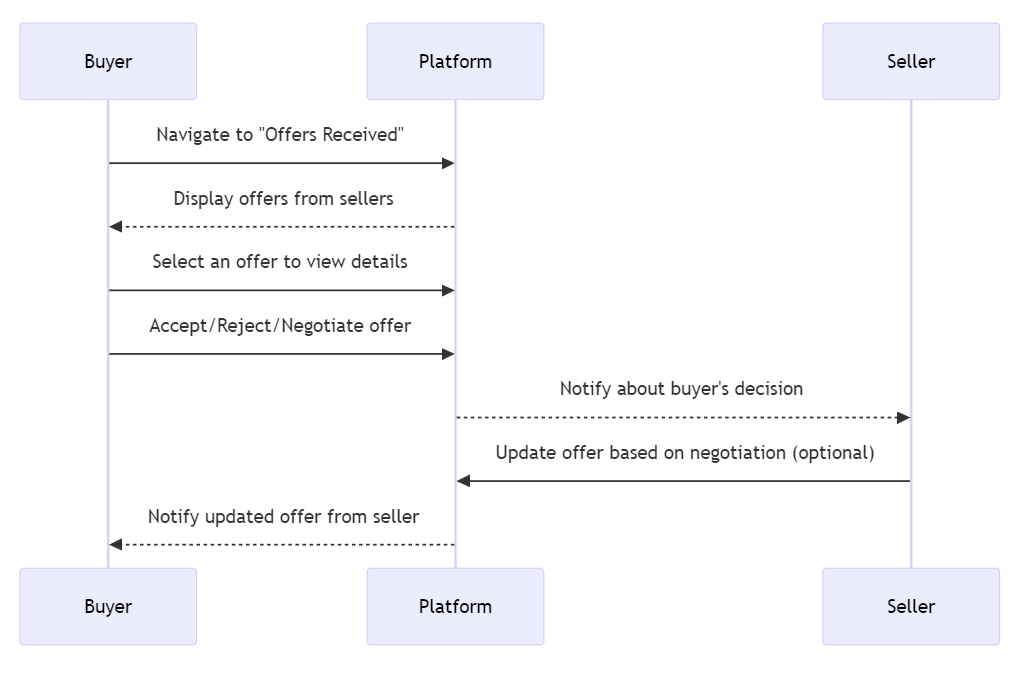 Buyer
Platform
Seller
Navigate to "Offers Received"
Display offers from sellers
Select an offer to view details
Accept/Reject/Negotiate offer
Notify about buyer's decision
Update offer based on negotiation (optional)
Notify updated offer from seller
Buyer
Platform
Seller